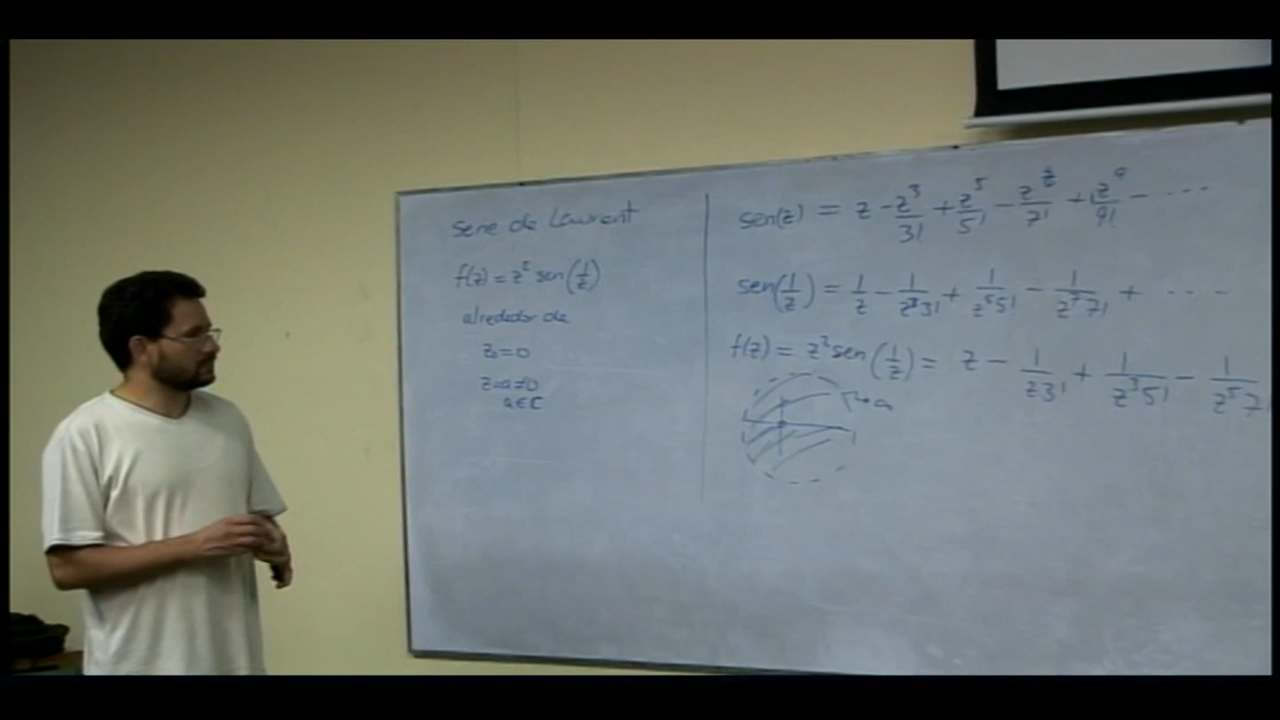 serie de Laurent
f(z) = z² sen(1/z)
alrededor de
z₀ = 0
z = a ≠ 0
a ∈ C
sen(z) = z - z³/3! + z⁵/5! - z⁷/7! + z⁹/9! - ....
sen(1/z) = 1/z - 1/z³3! + 1/z⁵5! - 1/z⁷7! + ....
f(z) = z² sen(1/z) = z - 1/z3! + 1/z³5! - 1/z⁵7
a